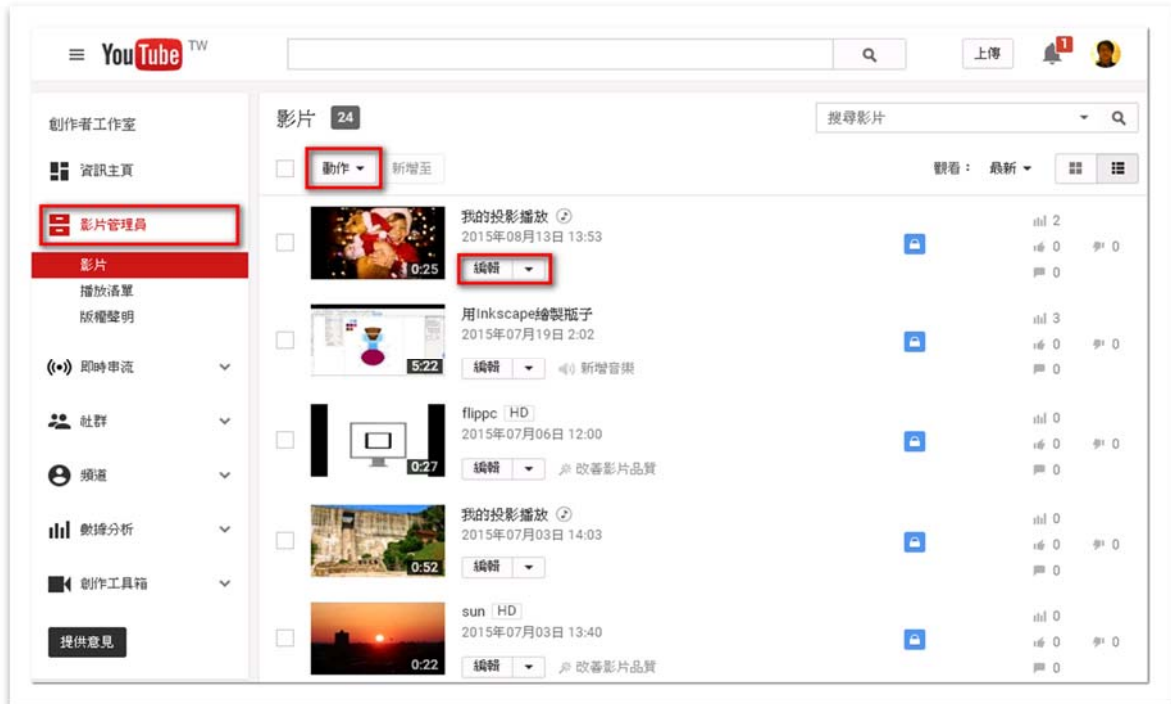 YouTube TW
上傳
1
創作者工作室
資訊主頁
影片管理員
影片
播放清單
版權聲明
即時串流
社群
頻道
數據分析
創作工具箱
提供意見
影片 24
搜尋影片
動作 新增至
觀看： 最新
我的投影播放
2015年08月13日 13:53
0:25
編輯
2
0 0
0
用Inkscape繪製瓶子
2015年07月19日 2:02
5:22
編輯 新增音樂
3
0 0
0
flippc HD
2015年07月06日 12:00
0:27
編輯 改善影片品質
0
0 0
0
我的投影播放
2015年07月03日 14:03
0:52
編輯
0
0 0
0
sun HD
2015年07月03日 13:40
0:22
編輯 改善影片品質
0
0 0
0